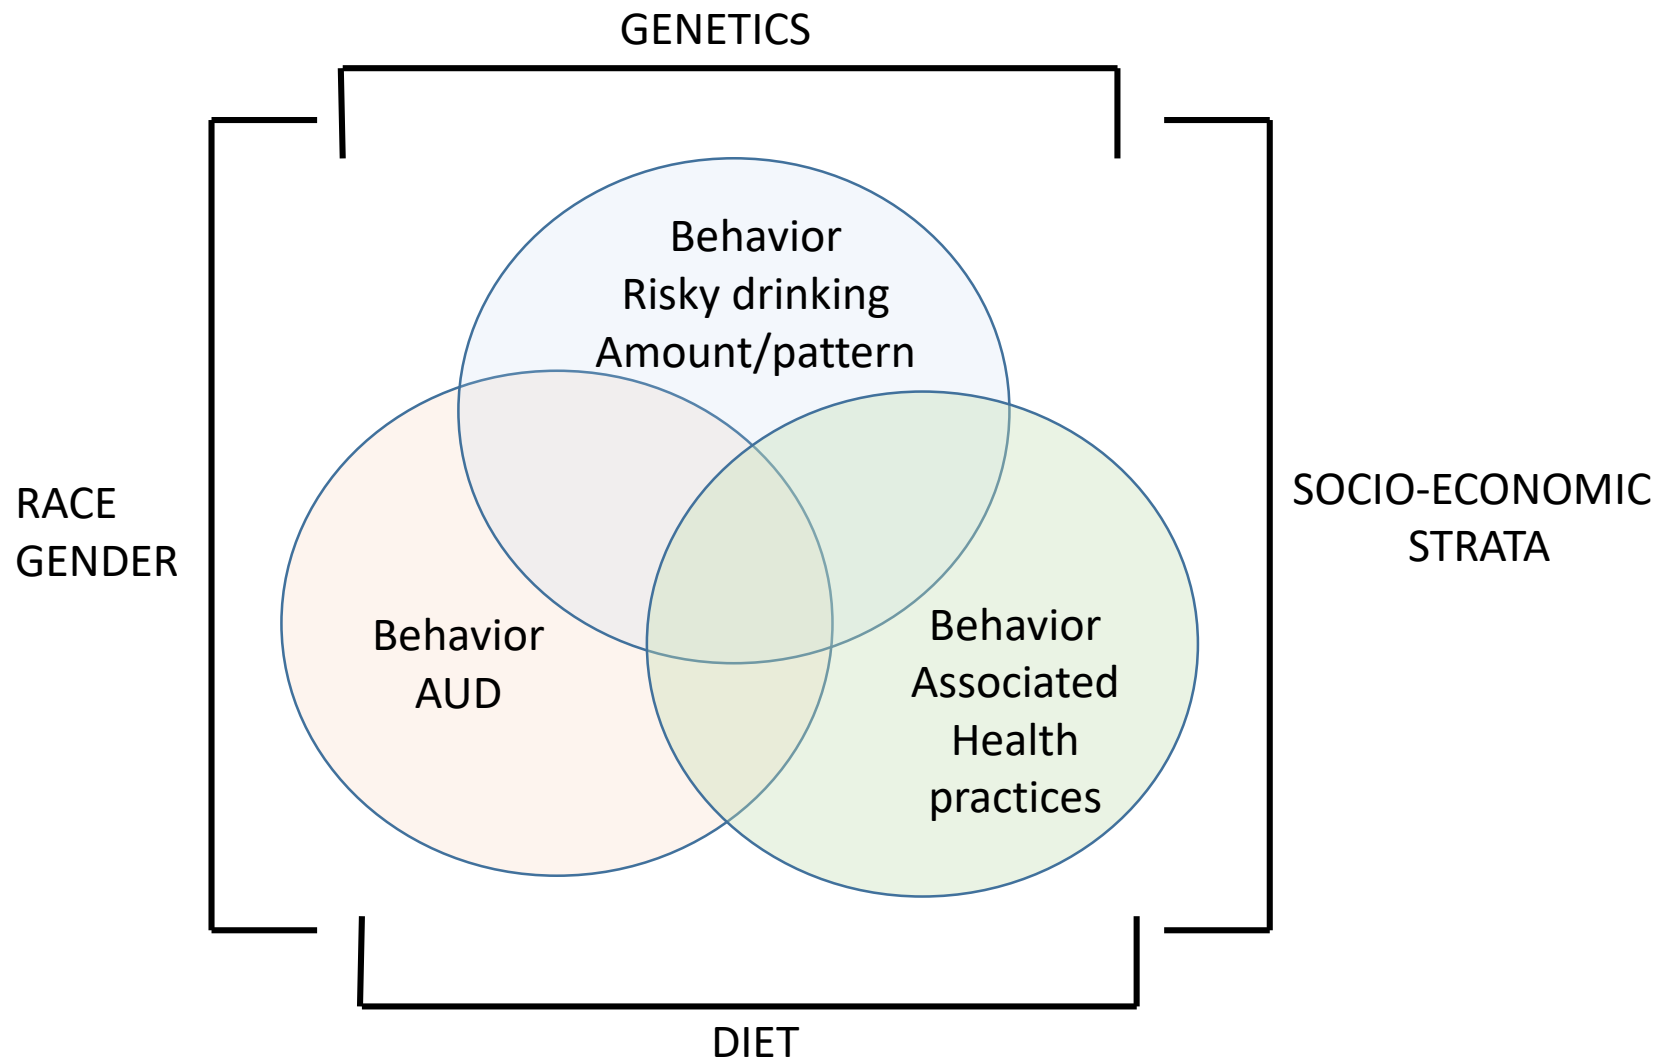 GENETICS
Behavior
Risky drinking
Amount/pattern
RACE
GENDER
SOCIO-ECONOMIC
STRATA
Behavior
AUD
Behavior
Associated
Health
practices
DIET